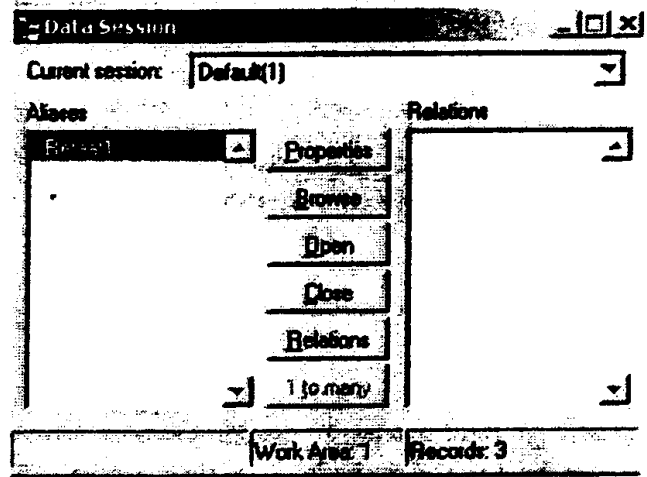 Data Session
Current session: Default(1)
Aliases
Relations
Properties
Browse
Open
Close
Relations
1 to many
Work Area: 1
Records: 3